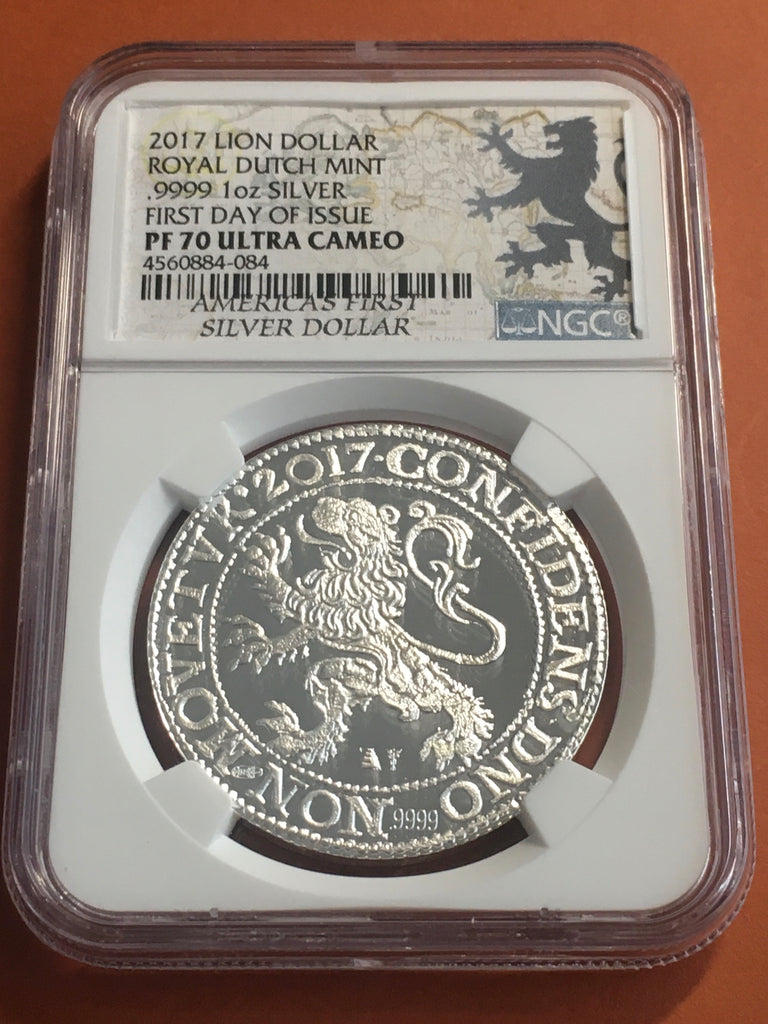 2017 LION DOLLAR
ROYAL DUTCH MINT
.9999 1oz SILVER
FIRST DAY OF ISSUE
PF 70 ULTRA CAMEO
4560884-084
AMERICA'S FIRST
SILVER DOLLAR
NGC®
·2017·CONFIDENS·DNO
.9999
NON·MOVETVR·